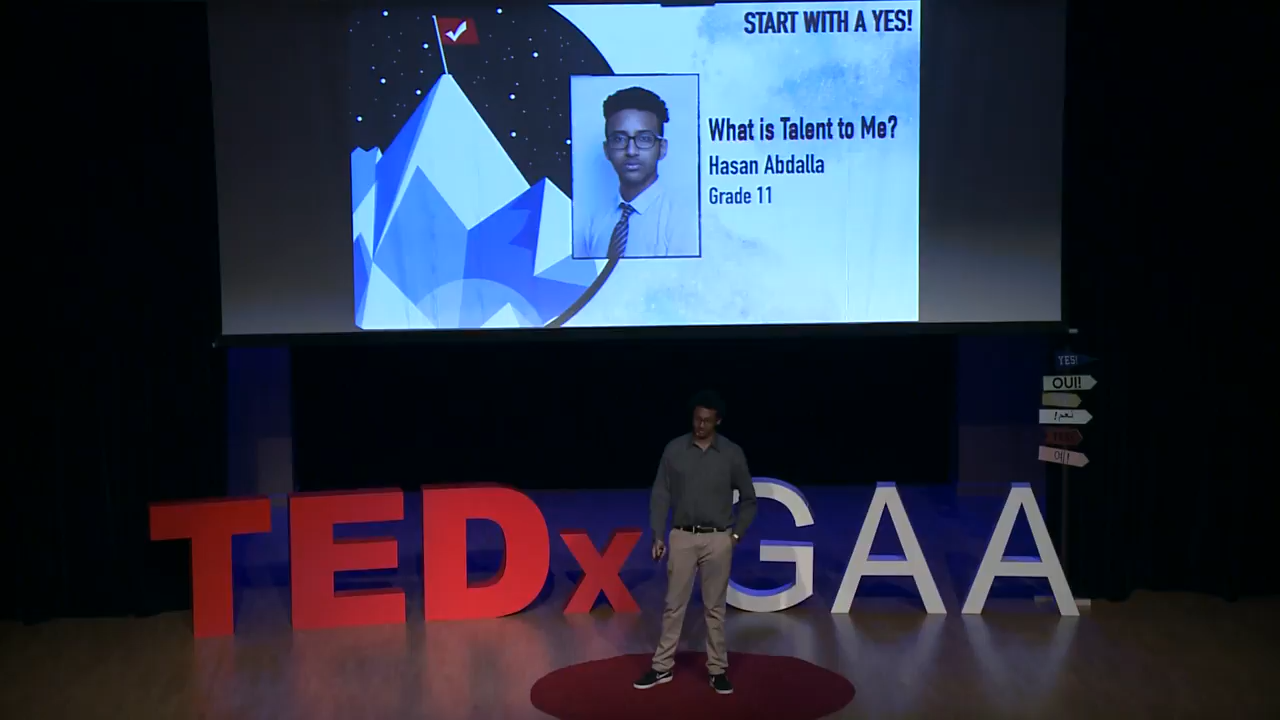 START WITH A YES!
What is Talent to Me?
Hasan Abdalla
Grade 11
YES!
OUI!
نعم!
TEDx GAA